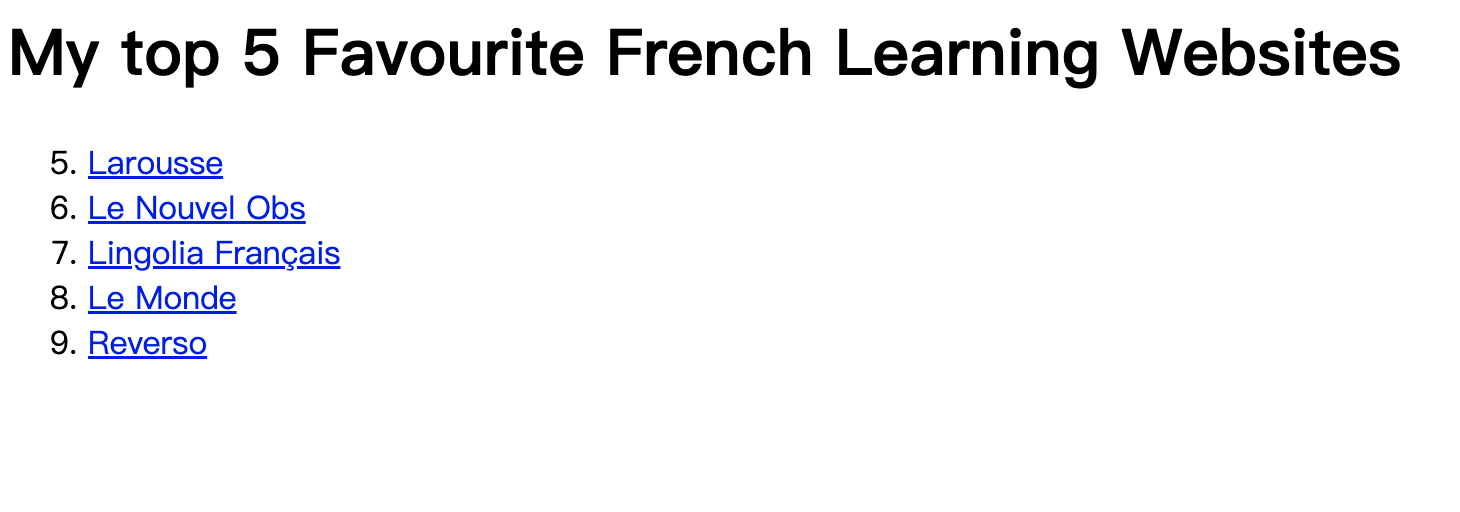 My top 5 Favourite French Learning Websites
5. Larousse
6. Le Nouvel Obs
7. Lingolia Français
8. Le Monde
9. Reverso